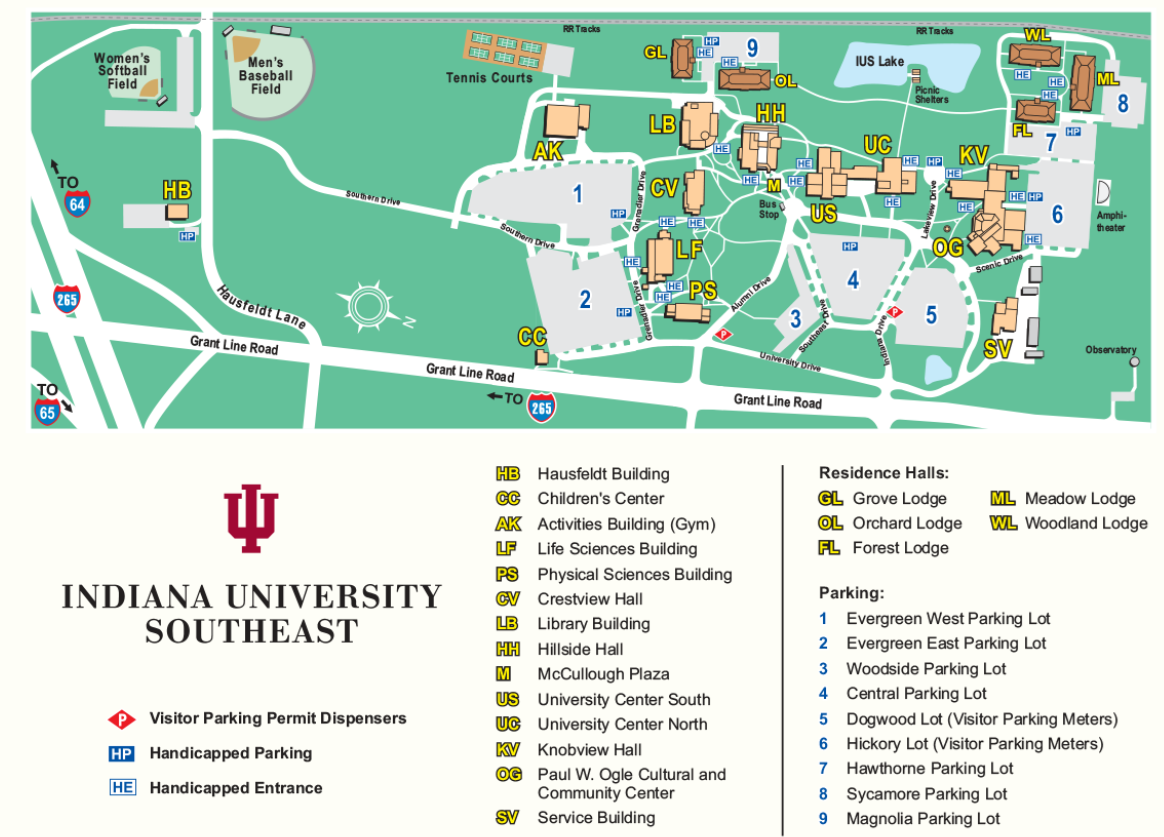 RR Tracks
RR Tracks
Women's
Softball
Field
Men's
Baseball
Field
Tennis Courts
GL
HP
HE
HE
9
OL
IUS Lake
Picnic
Shelters
WL
HE
HE
HE
ML
8
FL
HP
7
AK
LB
HE
HH
HE
M
HE
HE
US
UC
HE
HP
HE
KV
HE
HE
HE
HP
6
Amphi-
theater
TO
64
HB
HP
Southern Drive
1
HP
Grenadier Drive
CV
HE
HE
Bus
Stop
Lakeview Drive
OG
HE
Scenic Drive
Southern Drive
LF
HE
HE
HE
PS
HP
4
265
Hausfeldt Lane
N
2
HP
Grenadier Drive
Alumni Drive
P
3
Southeast Drive
P
Indiana Drive
5
SV
Observatory
CC
University Drive
Grant Line Road
Grant Line Road
Grant Line Road
TO
65
TO
265
INDIANA UNIVERSITY
SOUTHEAST
P Visitor Parking Permit Dispensers
HP Handicapped Parking
HE Handicapped Entrance
HB Hausfeldt Building
CC Children's Center
AK Activities Building (Gym)
LF Life Sciences Building
PS Physical Sciences Building
CV Crestview Hall
LB Library Building
HH Hillside Hall
M McCullough Plaza
US University Center South
UC University Center North
KV Knobview Hall
OG Paul W. Ogle Cultural and
Community Center
SV Service Building
Residence Halls:
GL Grove Lodge
OL Orchard Lodge
FL Forest Lodge
ML Meadow Lodge
WL Woodland Lodge
Parking:
1 Evergreen West Parking Lot
2 Evergreen East Parking Lot
3 Woodside Parking Lot
4 Central Parking Lot
5 Dogwood Lot (Visitor Parking Meters)
6 Hickory Lot (Visitor Parking Meters)
7 Hawthorne Parking Lot
8 Sycamore Parking Lot
9 Magnolia Parking Lot